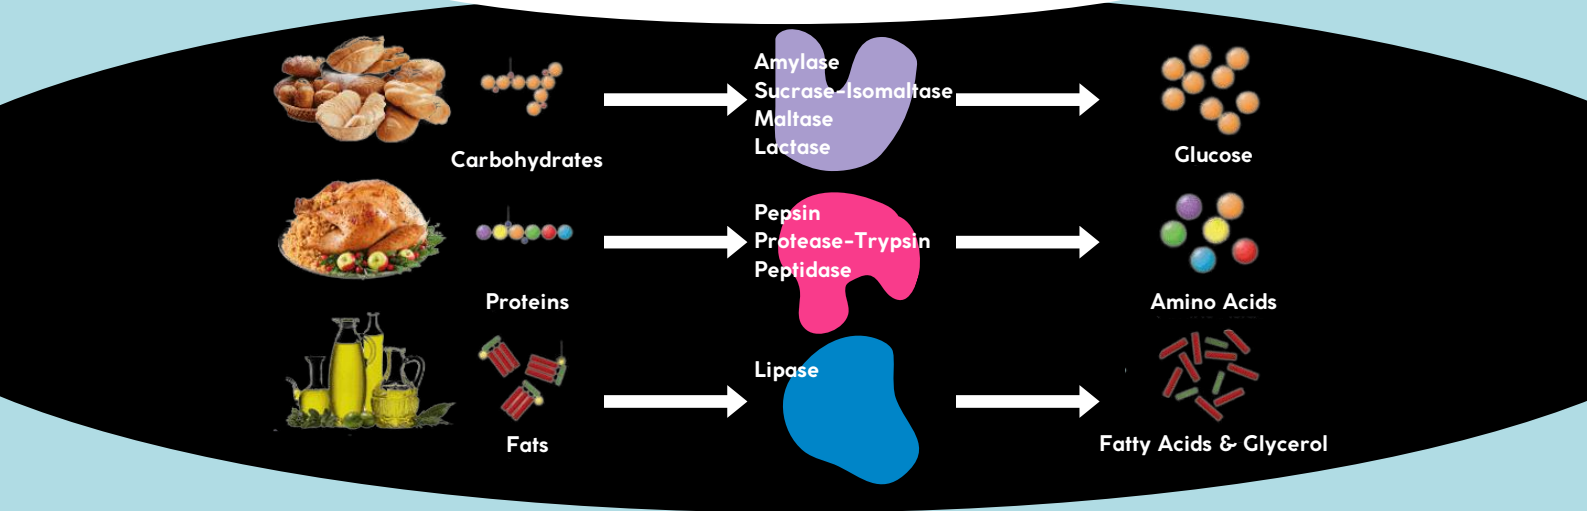 Carbohydrates
Amylase
Sucrase-Isomaltase
Maltase
Lactase
Glucose
Proteins
Pepsin
Protease-Trypsin
Peptidase
Amino Acids
Fats
Lipase
Fatty Acids & Glycerol